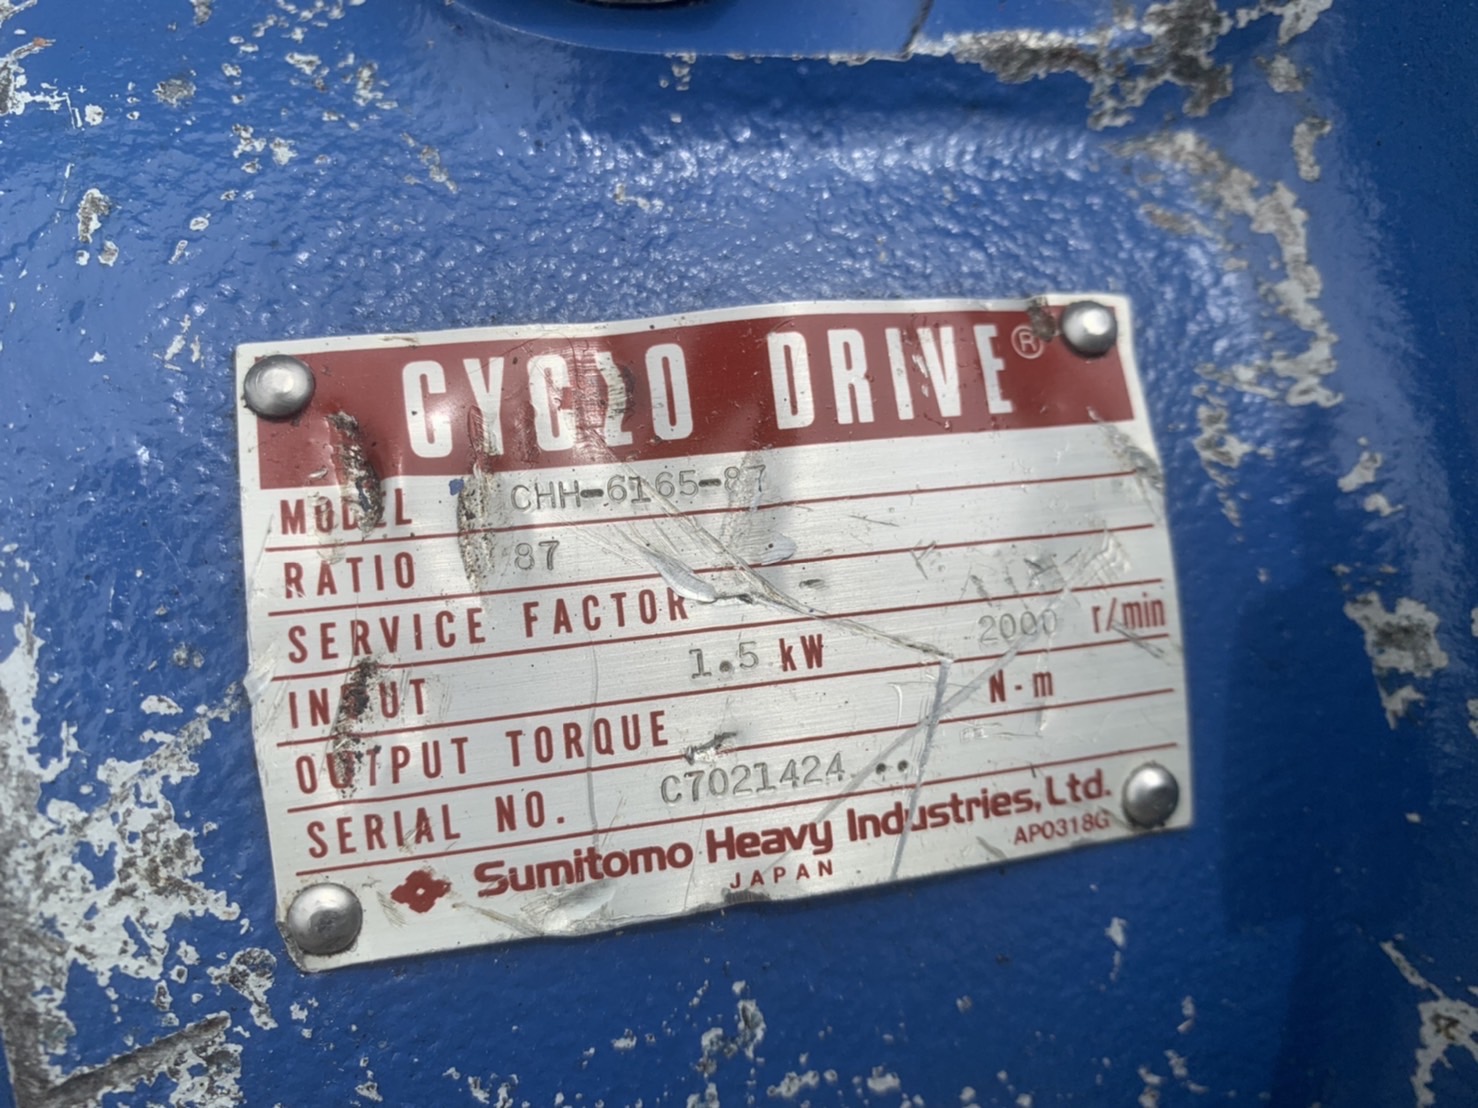 CYCLO DRIVE®
MODEL CHH-6165-87
RATIO 87
SERVICE FACTOR
INPUT 1.5 kW 2000 r/min
OUTPUT TORQUE N-m
SERIAL NO. C7021424
Sumitomo Heavy Industries, Ltd.
JAPAN AP0318G